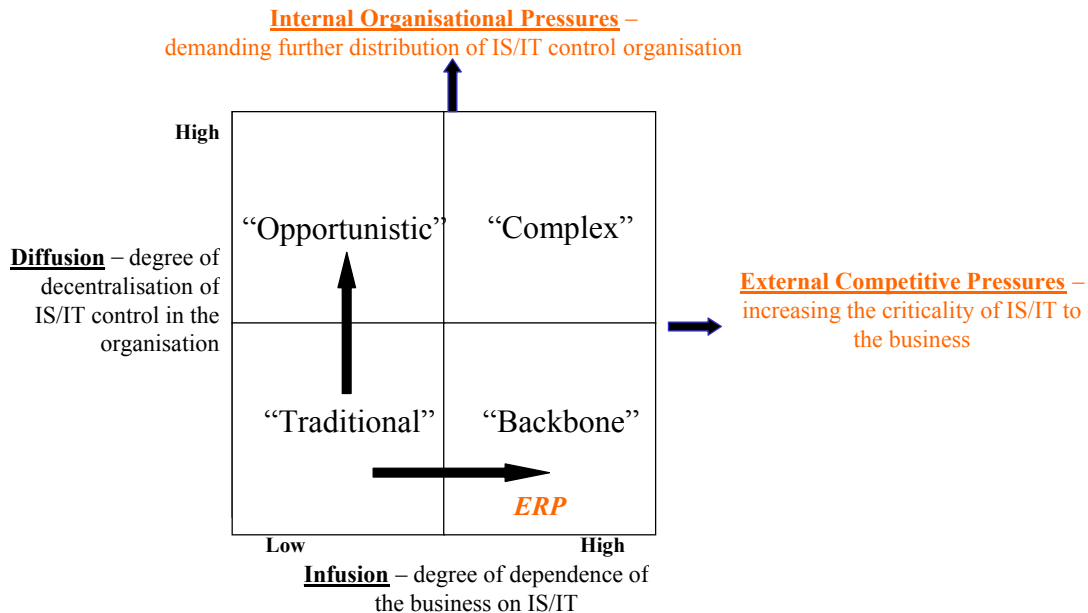 Internal Organisational Pressures –
demanding further distribution of IS/IT control organisation
High
“Opportunistic”
“Complex”
Diffusion – degree of
decentralisation of
IS/IT control in the
organisation
External Competitive Pressures –
increasing the criticality of IS/IT to
the business
“Traditional”
“Backbone”
ERP
Low
High
Infusion – degree of dependence of
the business on IS/IT